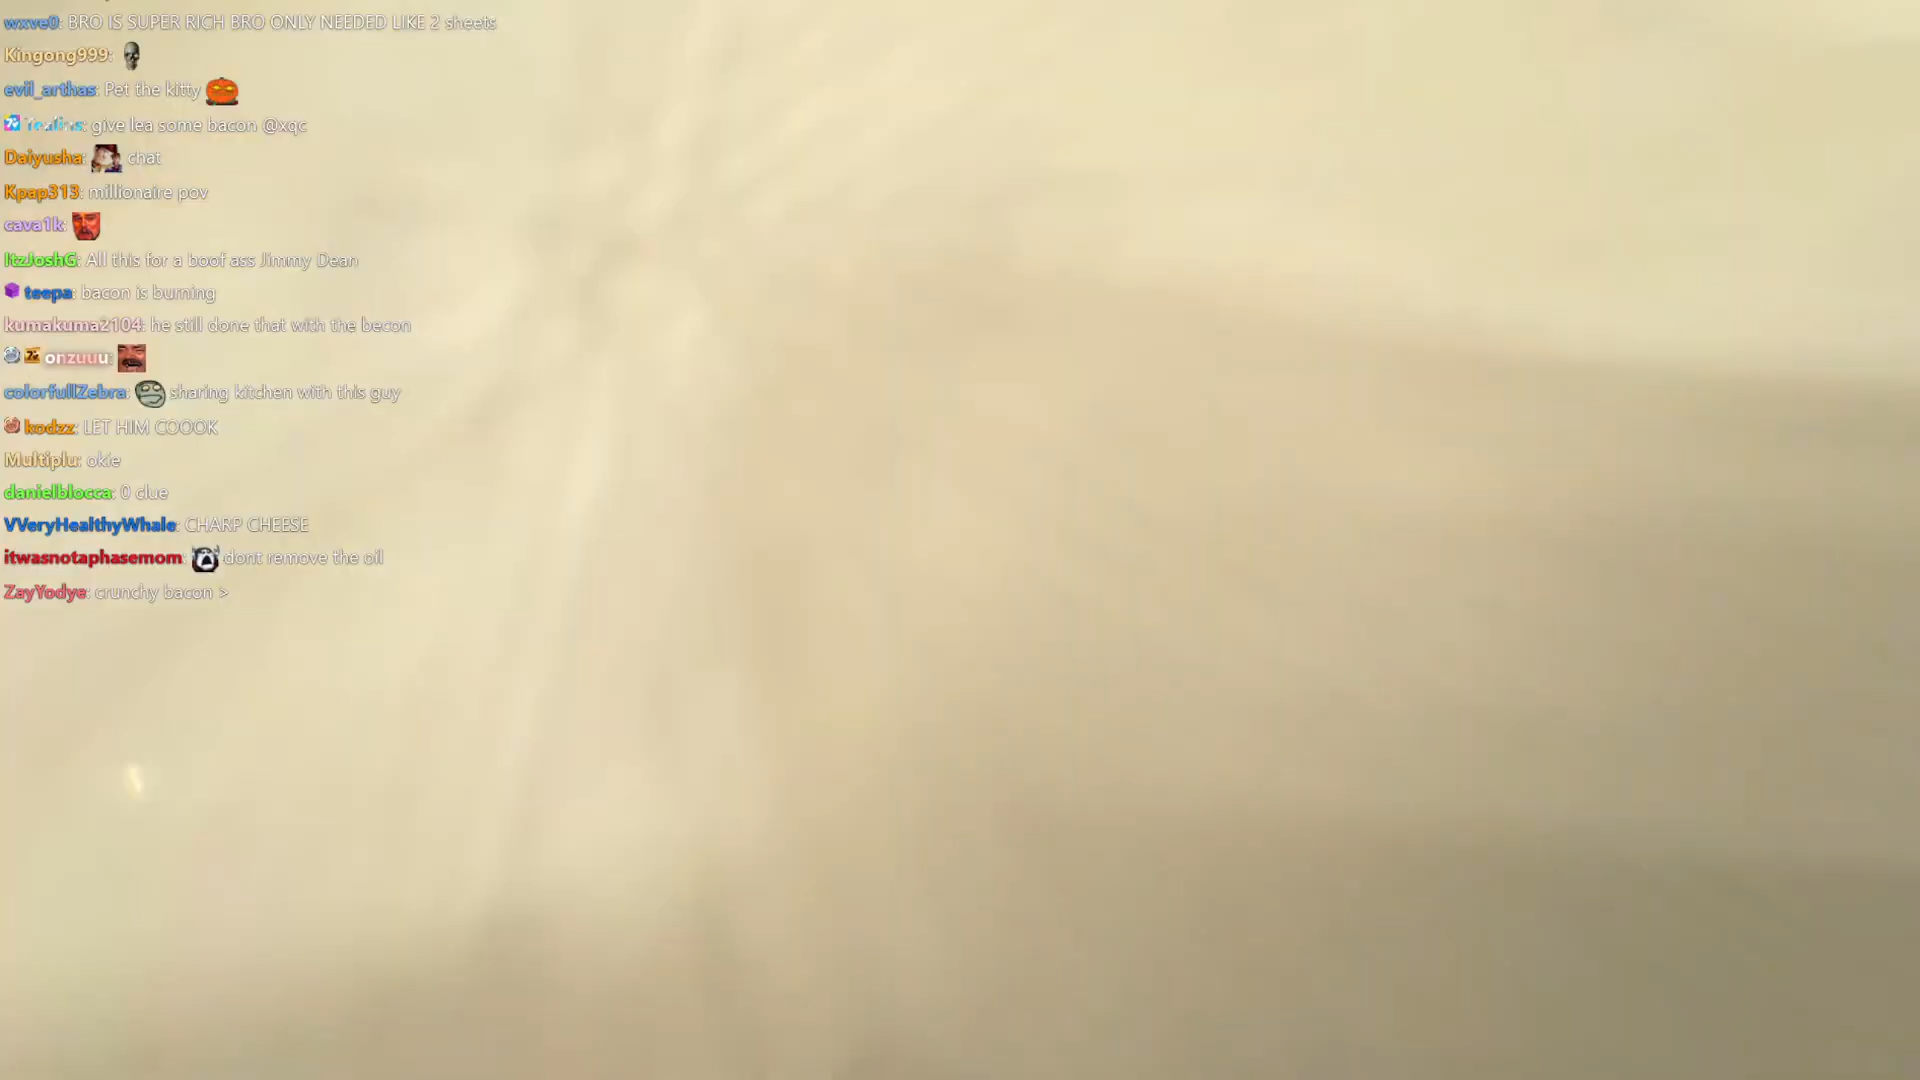 wxve0: BRO IS SUPER RICH BRO ONLY NEEDED LIKE 2 sheets
Kingong999:
evil_arthas: Pet the kitty
give lea some bacon @xqc
Daiyusha: chat
Kpap313: millionaire pov
cava1k:
ItzJoshG: All this for a boof ass Jimmy Dean
teepa: bacon is burning
kumakuma2104: he still done that with the becon
onzuuu:
colorfullZebra: sharing kitchen with this guy
kodzz: LET HIM COOOK
Multiplu: okie
danielblocca: 0 clue
VVeryHealthyWhale: CHARP CHEESE
itwasnotaphasemom: dont remove the oil
ZayYodye: crunchy bacon >